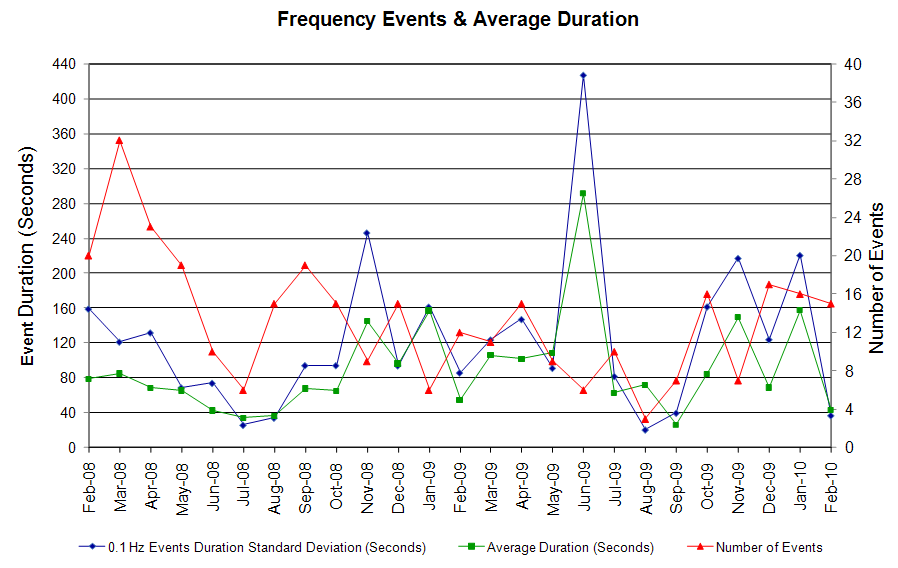 Frequency Events & Average Duration
Event Duration (Seconds)
440
400
360
320
280
240
200
160
120
80
40
0
40
36
32
28
24
20
16
12
8
4
0
Number of Events
Feb-08
Mar-08
Apr-08
May-08
Jun-08
Jul-08
Aug-08
Sep-08
Oct-08
Nov-08
Dec-08
Jan-09
Feb-09
Mar-09
Apr-09
May-09
Jun-09
Jul-09
Aug-09
Sep-09
Oct-09
Nov-09
Dec-09
Jan-10
Feb-10
0.1 Hz Events Duration Standard Deviation (Seconds) Average Duration (Seconds) Number of Events